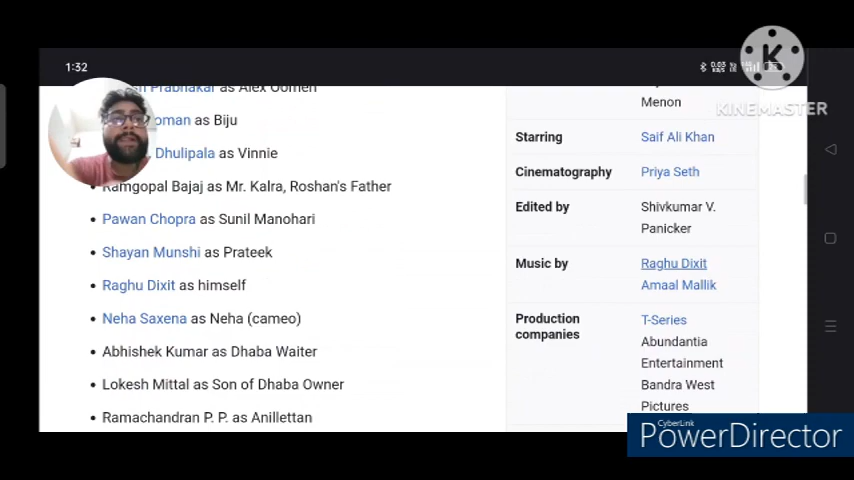 1:32
Prabhakar as Alex Oomen
oman as Biju
Dhulipala as Vinnie
Ramgopal Bajaj as Mr. Kalra, Roshan's Father
Pawan Chopra as Sunil Manohari
Shayan Munshi as Prateek
Raghu Dixit as himself
Neha Saxena as Neha (cameo)
Abhishek Kumar as Dhaba Waiter
Lokesh Mittal as Son of Dhaba Owner
Ramachandran P. P. as Anillettan
Menon
Starring Saif Ali Khan
Cinematography Priya Seth
Edited by Shivkumar V.
Panicker
Music by Raghu Dixit
Amaal Mallik
Production T-Series
companies Abundantia
Entertainment
Bandra West
Pictures
K
KINEMASTER
CyberLink
PowerDirector